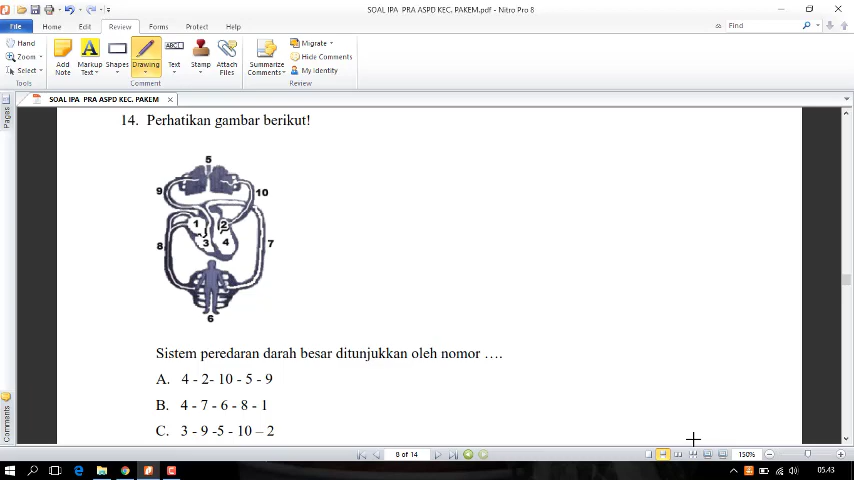 SOAL IPA  PRA ASPD KEC. PAKEM.pdf - Nitro Pro 8
File Home Edit Review Forms Protect Help Find
Hand Zoom Select Tools
Add Note Markup Text Shapes Drawing Text Stamp Attach Files Comment
Summarize Comments Migrate Hide Comments My Identity Review
SOAL IPA  PRA ASPD KEC. PAKEM
Pages
Comments
14. Perhatikan gambar berikut!
5
9 10
1 2
8 3 4 7
6
Sistem peredaran darah besar ditunjukkan oleh nomor ….
A. 4 - 2- 10 - 5 - 9
B. 4 - 7 - 6 - 8 - 1
C. 3 - 9 -5 - 10 – 2
8 of 14 150%
05.43